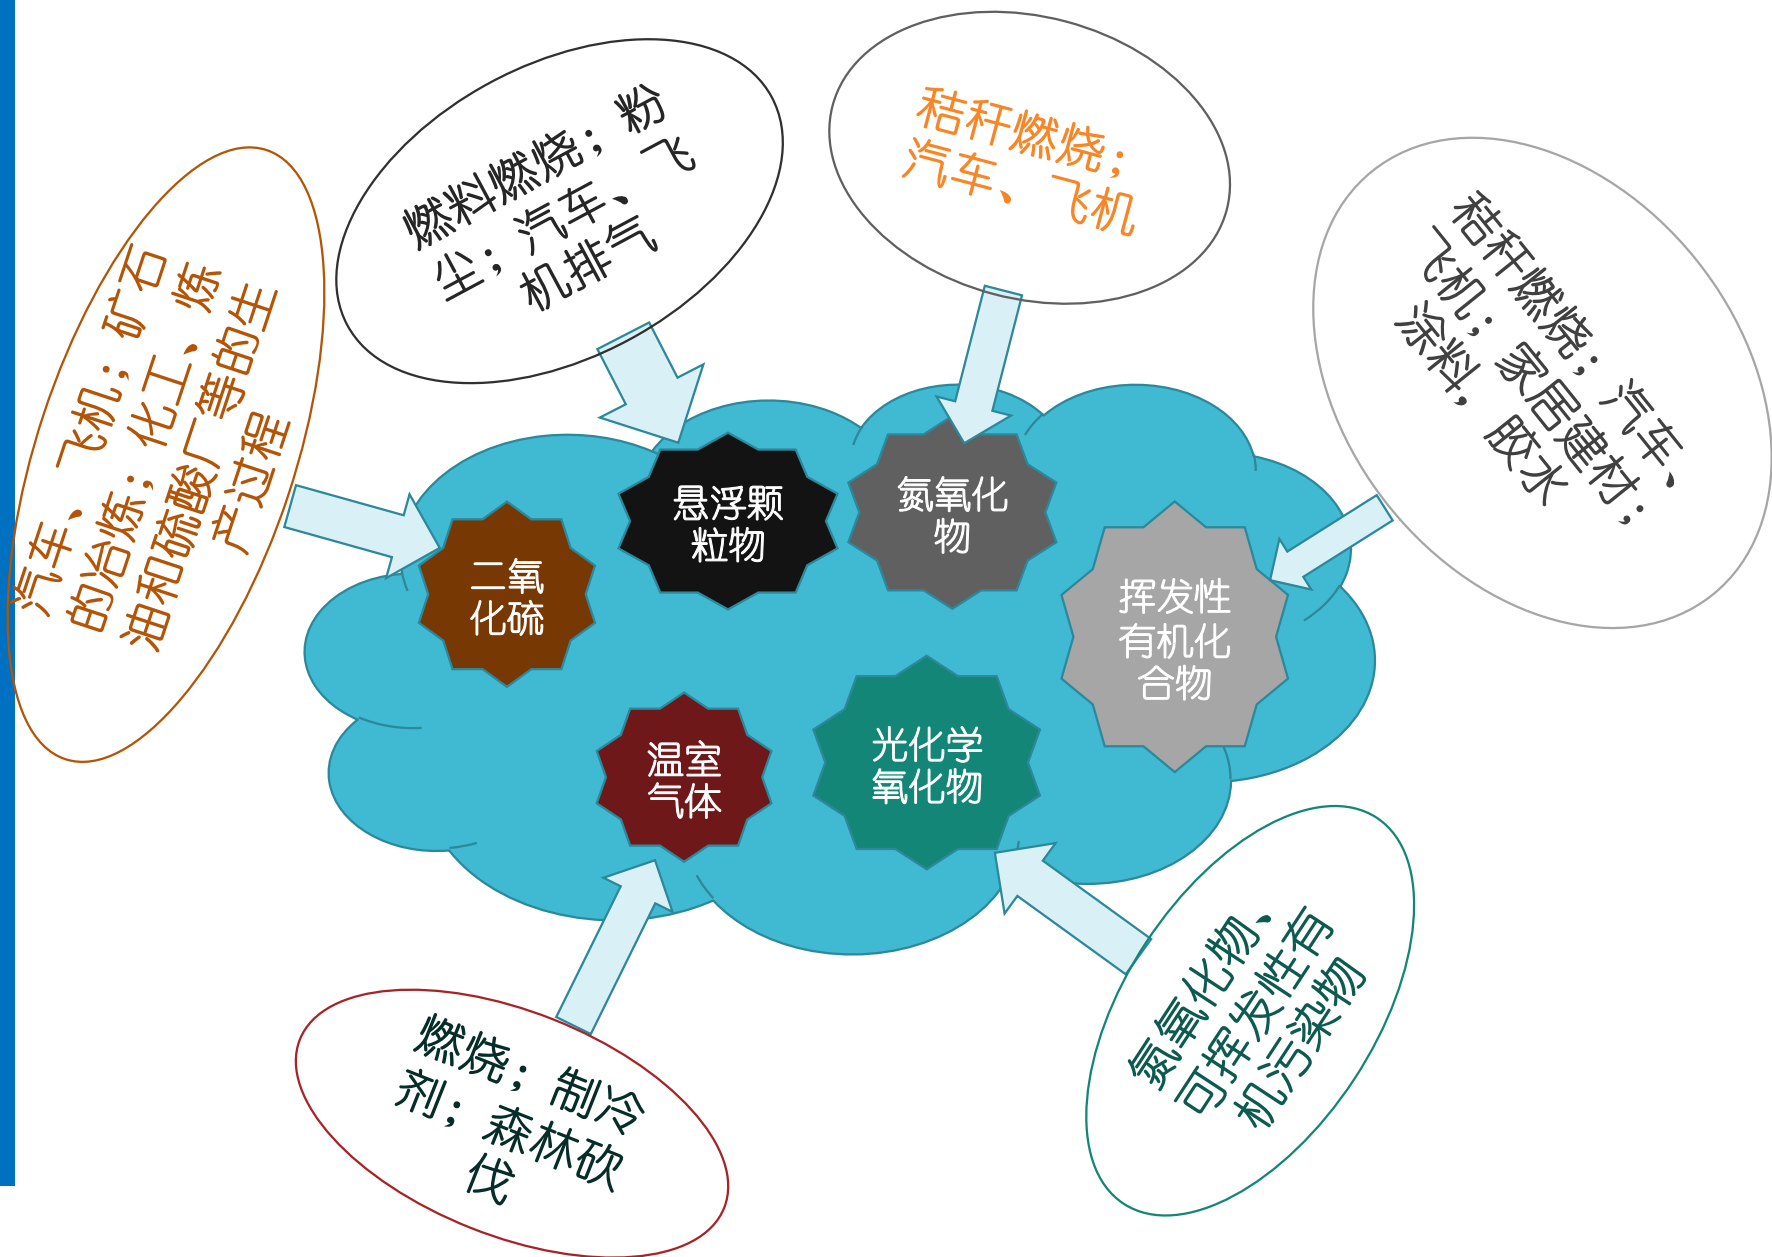 燃料燃烧；粉
尘；汽车、飞
机排气
秸秆燃烧；
汽车、飞机
秸秆燃烧；汽车、
飞机；家居建材；
涂料，胶水
汽车、飞机；矿石
的冶炼；化工、炼
油和硫酸厂等的生
产过程
悬浮颗
粒物
氮氧化
物
二氧
化硫
挥发性
有机化
合物
温室
气体
光化学
氧化物
氮氧化物、
可挥发性有
机污染物
燃烧；制冷
剂；森林砍
伐